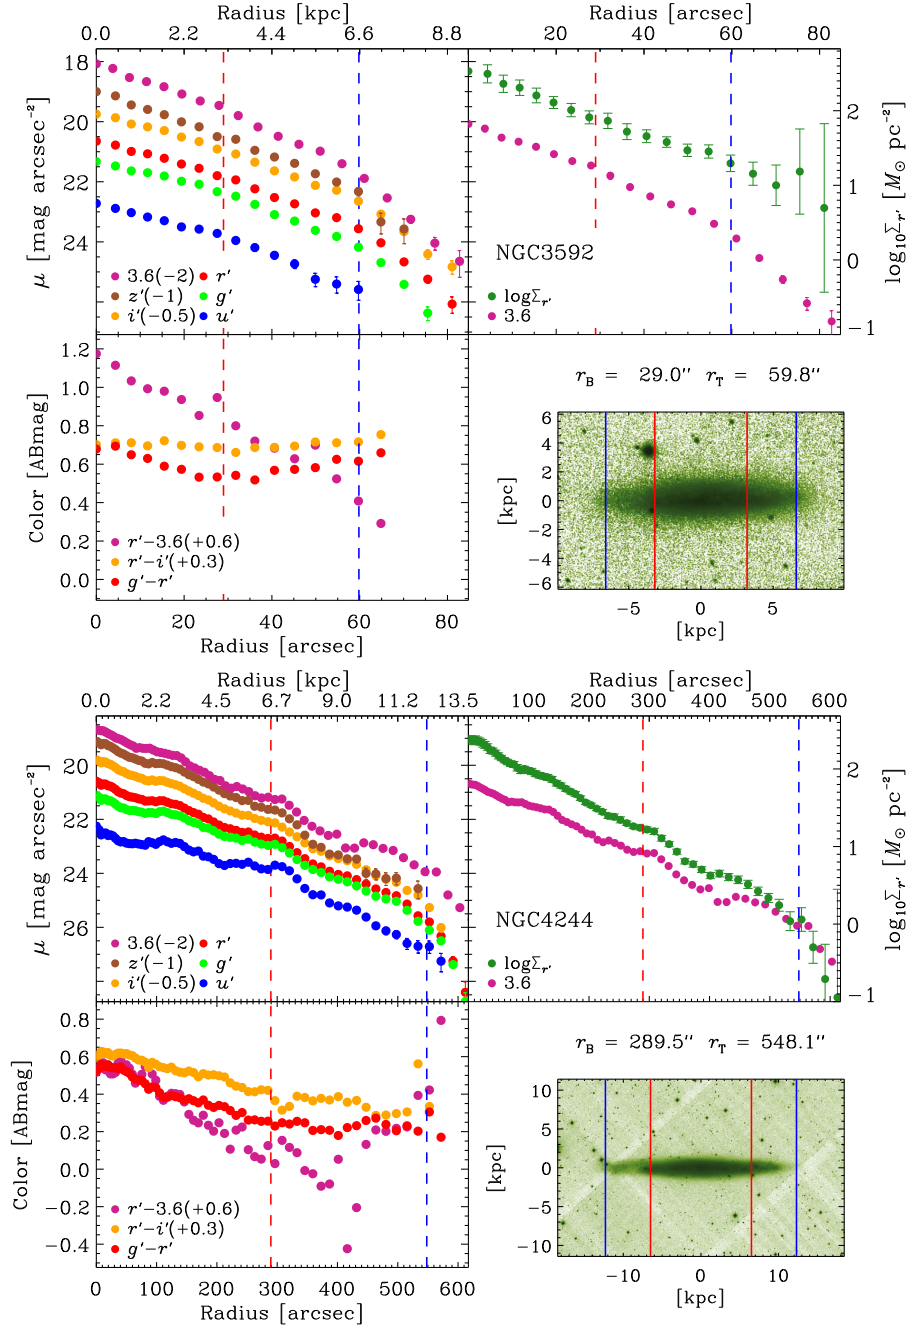 Radius [kpc] Radius [arcsec]
0.0 2.2 4.4 6.6 8.8 20 40 60 80
18
20
22
24
μ [mag arcsec⁻²]
3.6(−2) r′
z′(−1) g′
i′(−0.5) u′
NGC3592
logΣr′
3.6
2
1
0
−1
log₁₀Σr′ [M⊙ pc⁻²]
1.2
1.0
0.8
0.6
0.4
0.2
0.0
Color [ABmag]
r′−3.6(+0.6)
r′−i′(+0.3)
g′−r′
0 20 40 60 80
Radius [arcsec]
rB = 29.0″ rT = 59.8″
6
4
2
0
−2
−4
−6
[kpc]
−5 0 5
[kpc]
Radius [kpc] Radius [arcsec]
0.0 2.2 4.5 6.7 9.0 11.2 13.5 100 200 300 400 500 600
20
22
24
26
μ [mag arcsec⁻²]
3.6(−2) r′
z′(−1) g′
i′(−0.5) u′
NGC4244
logΣr′
3.6
2
1
0
−1
log₁₀Σr′ [M⊙ pc⁻²]
0.8
0.6
0.4
0.2
0.0
−0.2
−0.4
Color [ABmag]
r′−3.6(+0.6)
r′−i′(+0.3)
g′−r′
0 100 200 300 400 500 600
Radius [arcsec]
rB = 289.5″ rT = 548.1″
10
5
0
−5
−10
[kpc]
−10 0 10
[kpc]